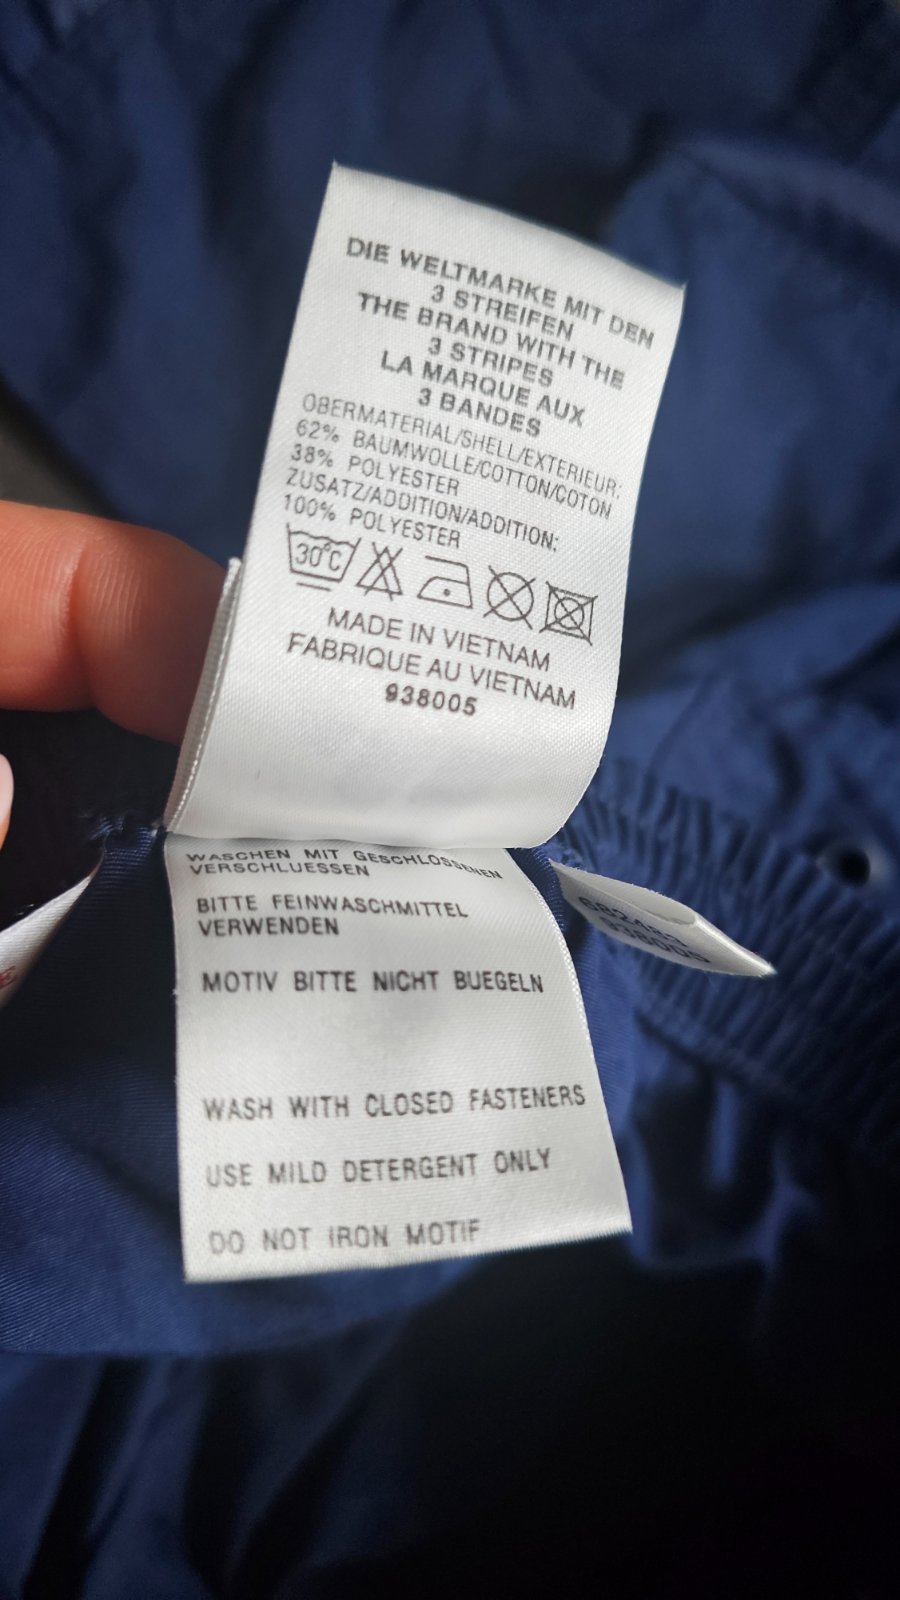 DIE WELTMARKE MIT DEN
3 STREIFEN
THE BRAND WITH THE
3 STRIPES
LA MARQUE AUX
3 BANDES
OBERMATERIAL/SHELL/EXTERIEUR:
62% BAUMWOLLE/COTTON/COTON
38% POLYESTER
ZUSATZ/ADDITION/ADDITION:
100% POLYESTER
30°C
MADE IN VIETNAM
FABRIQUE AU VIETNAM
938005
WASCHEN MIT GESCHLOSSENEN
VERSCHLUESSEN
BITTE FEINWASCHMITTEL
VERWENDEN
MOTIV BITTE NICHT BUEGELN
WASH WITH CLOSED FASTENERS
USE MILD DETERGENT ONLY
DO NOT IRON MOTIF
682483
938005